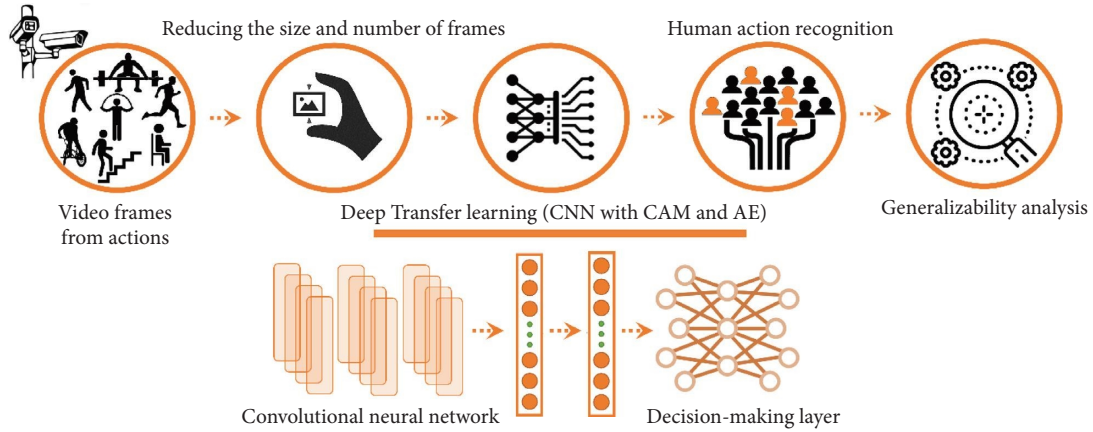 Reducing the size and number of frames
Human action recognition
Video frames
from actions
Deep Transfer learning (CNN with CAM and AE)
Generalizability analysis
Convolutional neural network
Decision-making layer